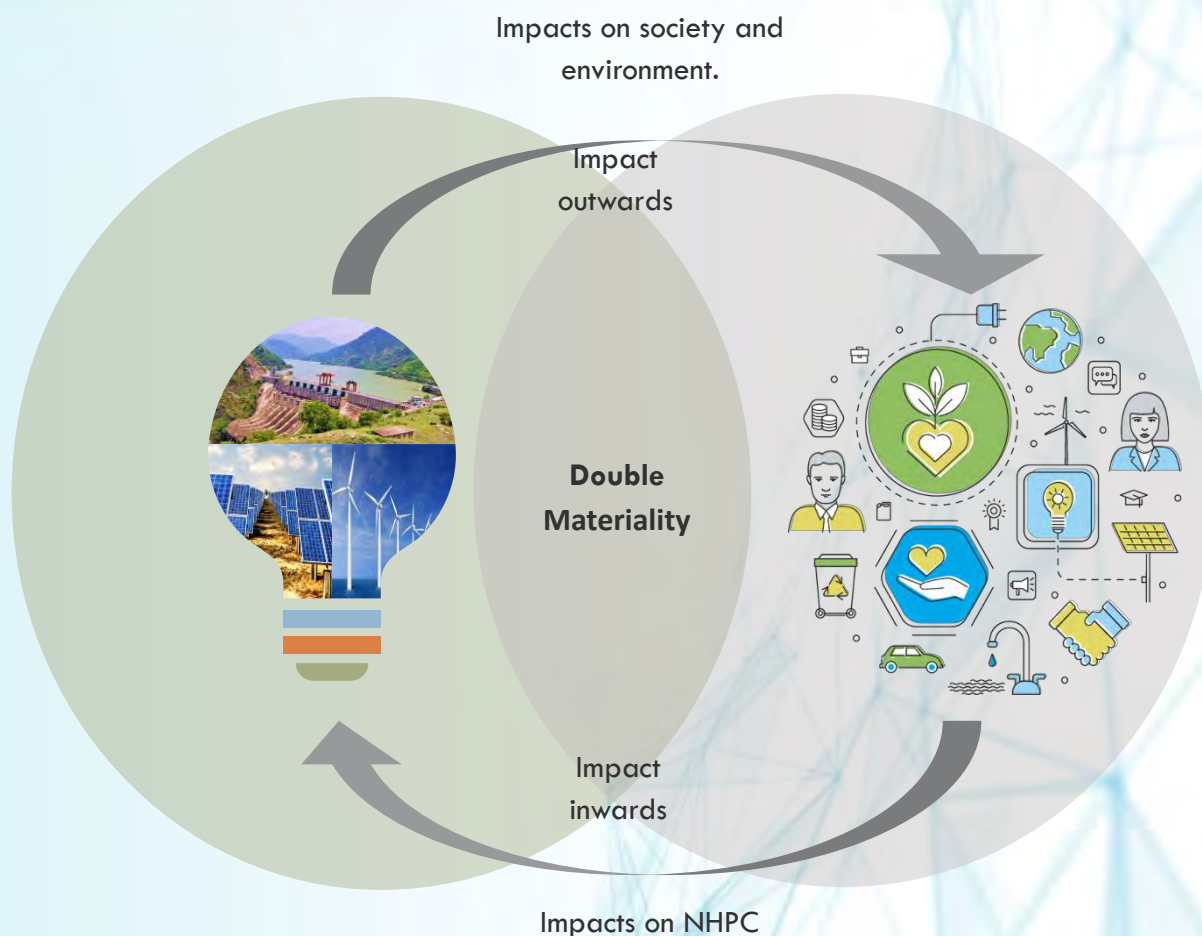 Impacts on society and
environment.
Impact
outwards
Double
Materiality
Impact
inwards
Impacts on NHPC